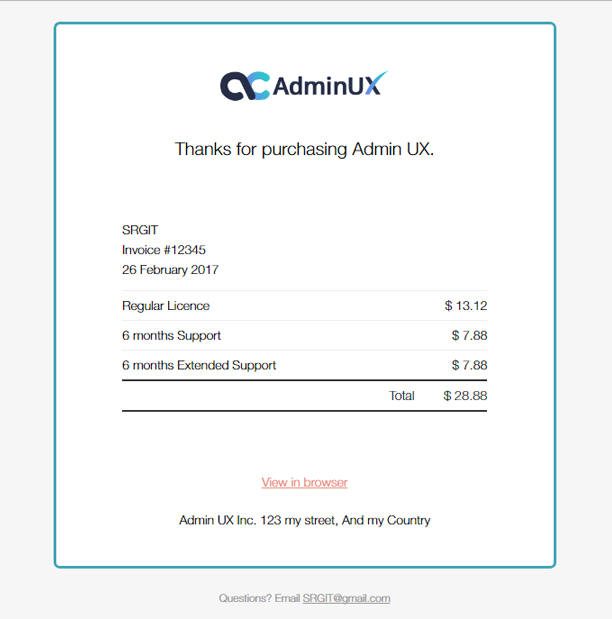 AdminUX
Thanks for purchasing Admin UX.
SRGIT
Invoice #12345
26 February 2017
Regular Licence $ 13.12
6 months Support $ 7.88
6 months Extended Support $ 7.88
Total $ 28.88
View in browser
Admin UX Inc. 123 my street, And my Country
Questions? Email SRGIT@gmail.com